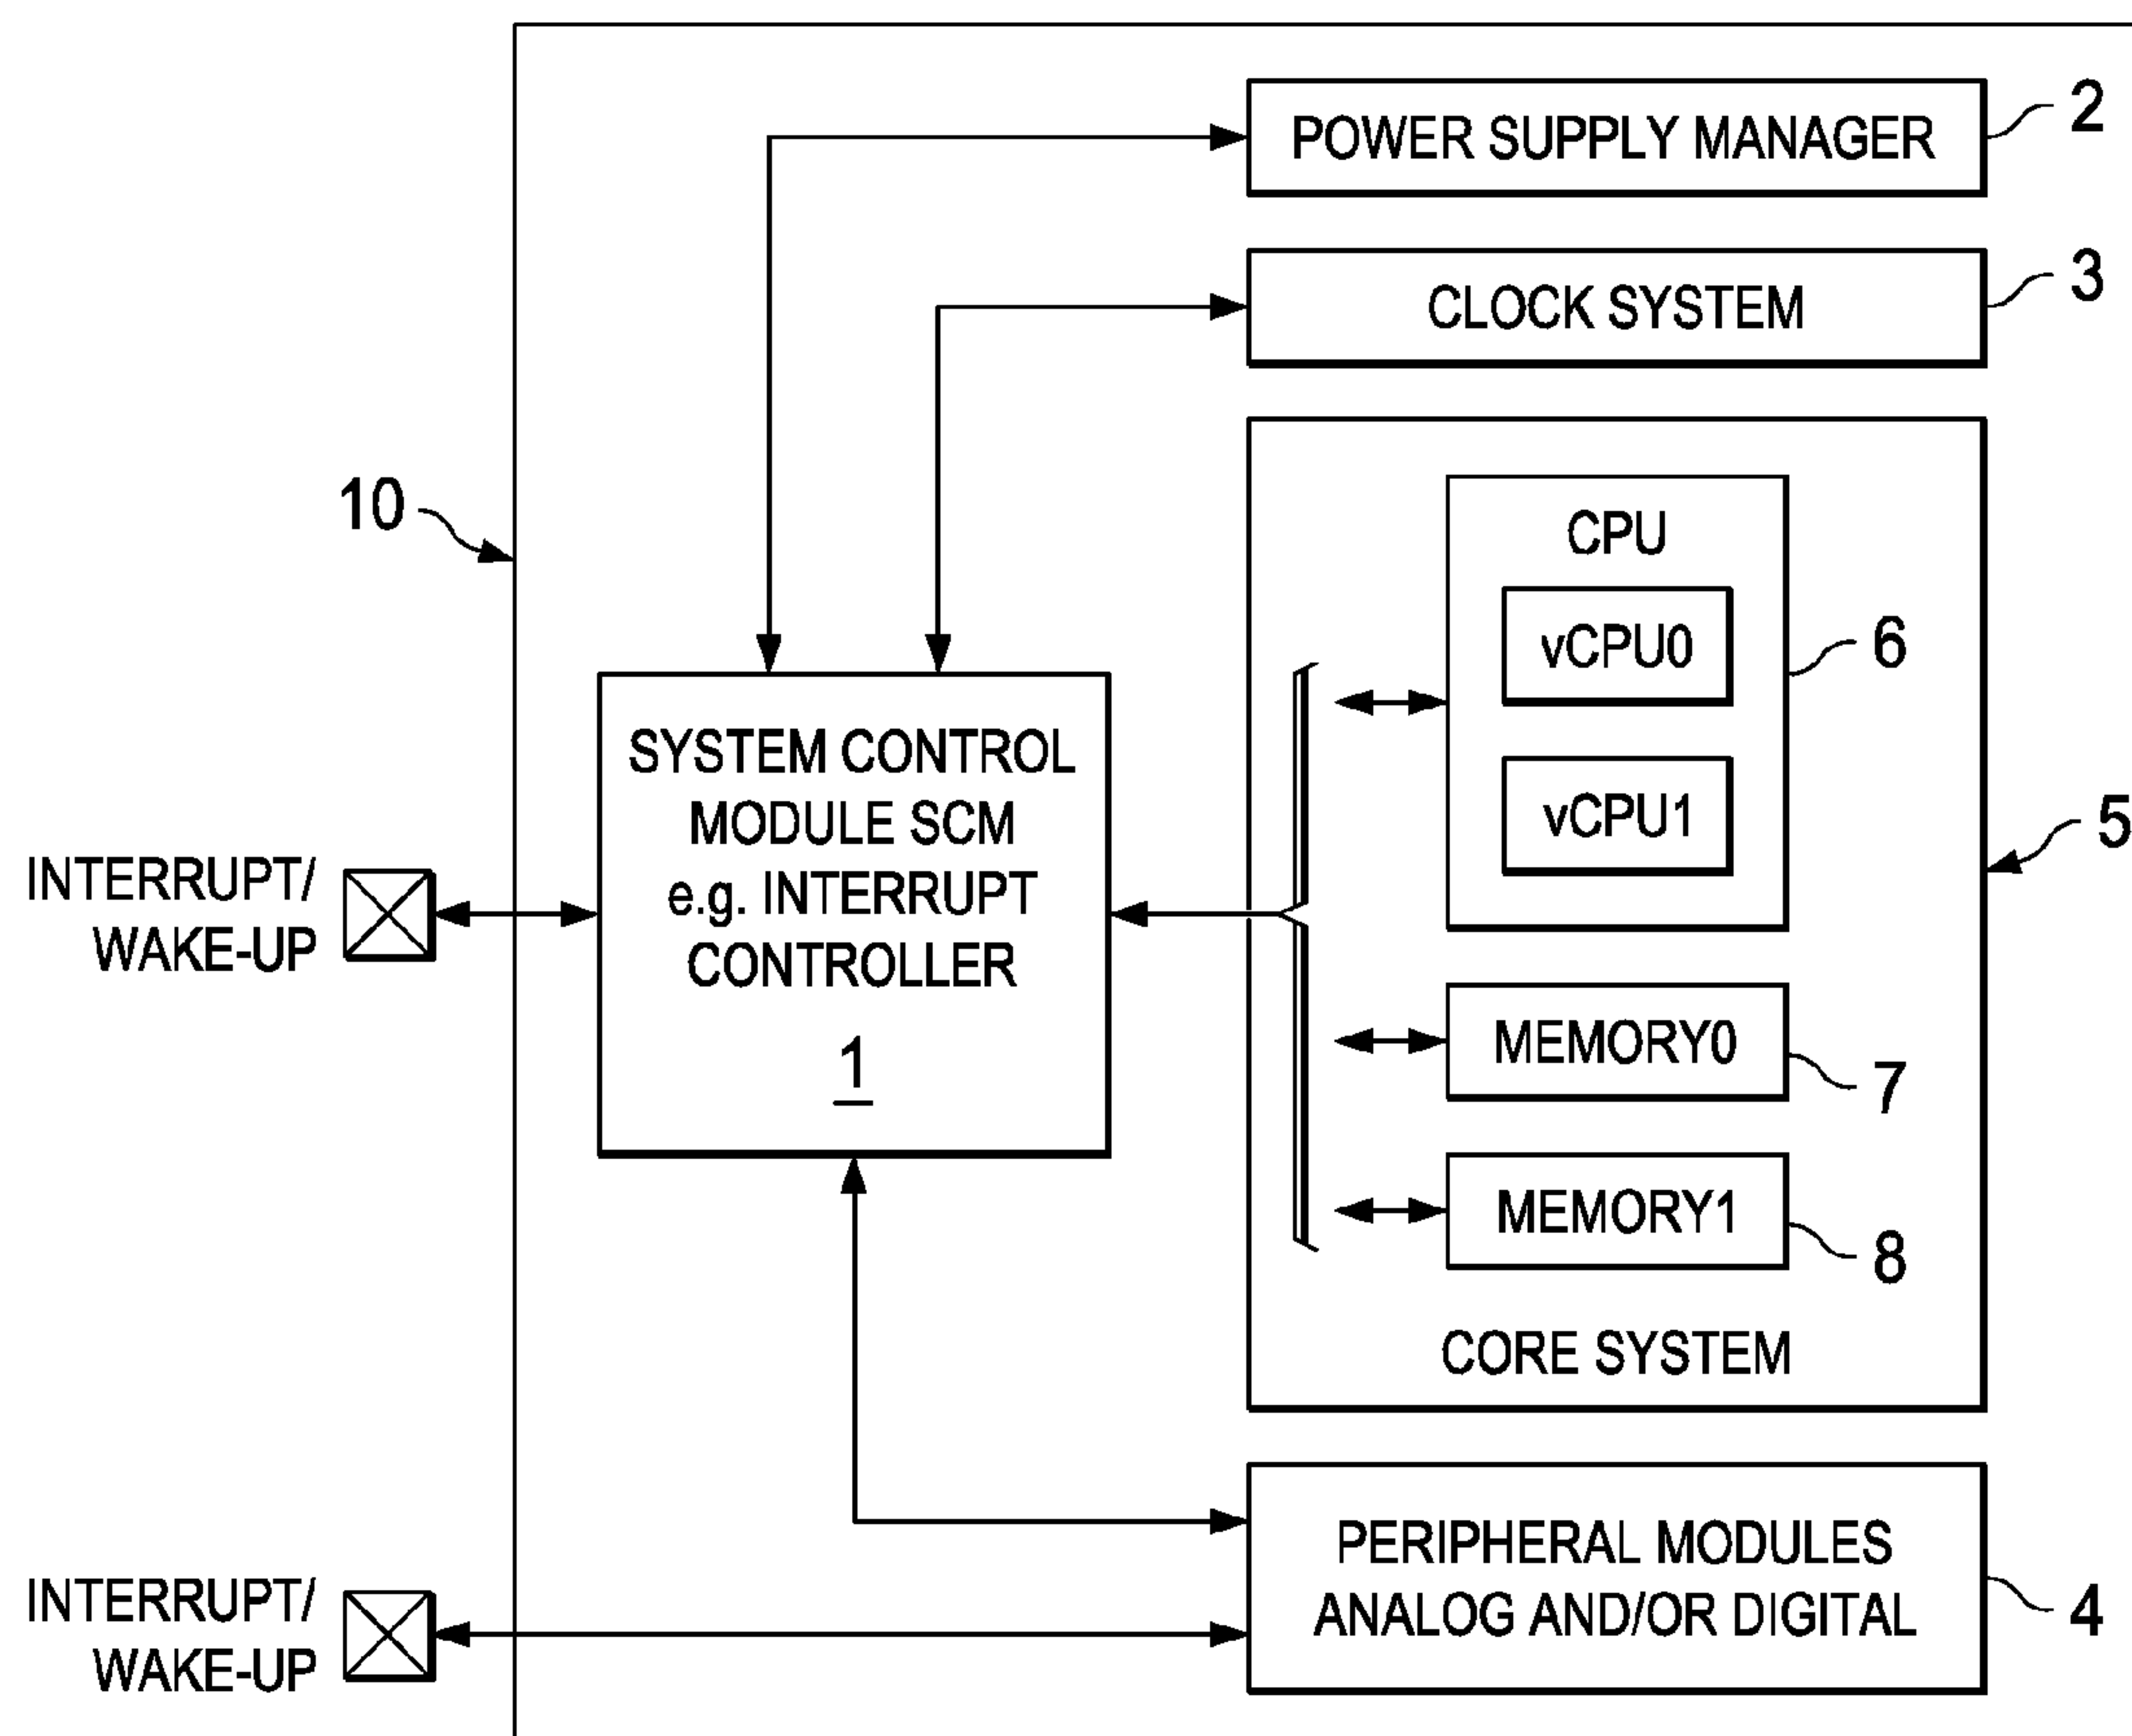 POWER SUPPLY MANAGER
2
CLOCK SYSTEM
3
10
CPU
vCPU0
vCPU1
6
5
SYSTEM CONTROL
MODULE SCM
e.g. INTERRUPT
CONTROLLER
1
INTERRUPT/
WAKE-UP
MEMORY0
7
MEMORY1
8
CORE SYSTEM
PERIPHERAL MODULES
ANALOG AND/OR DIGITAL
4
INTERRUPT/
WAKE-UP